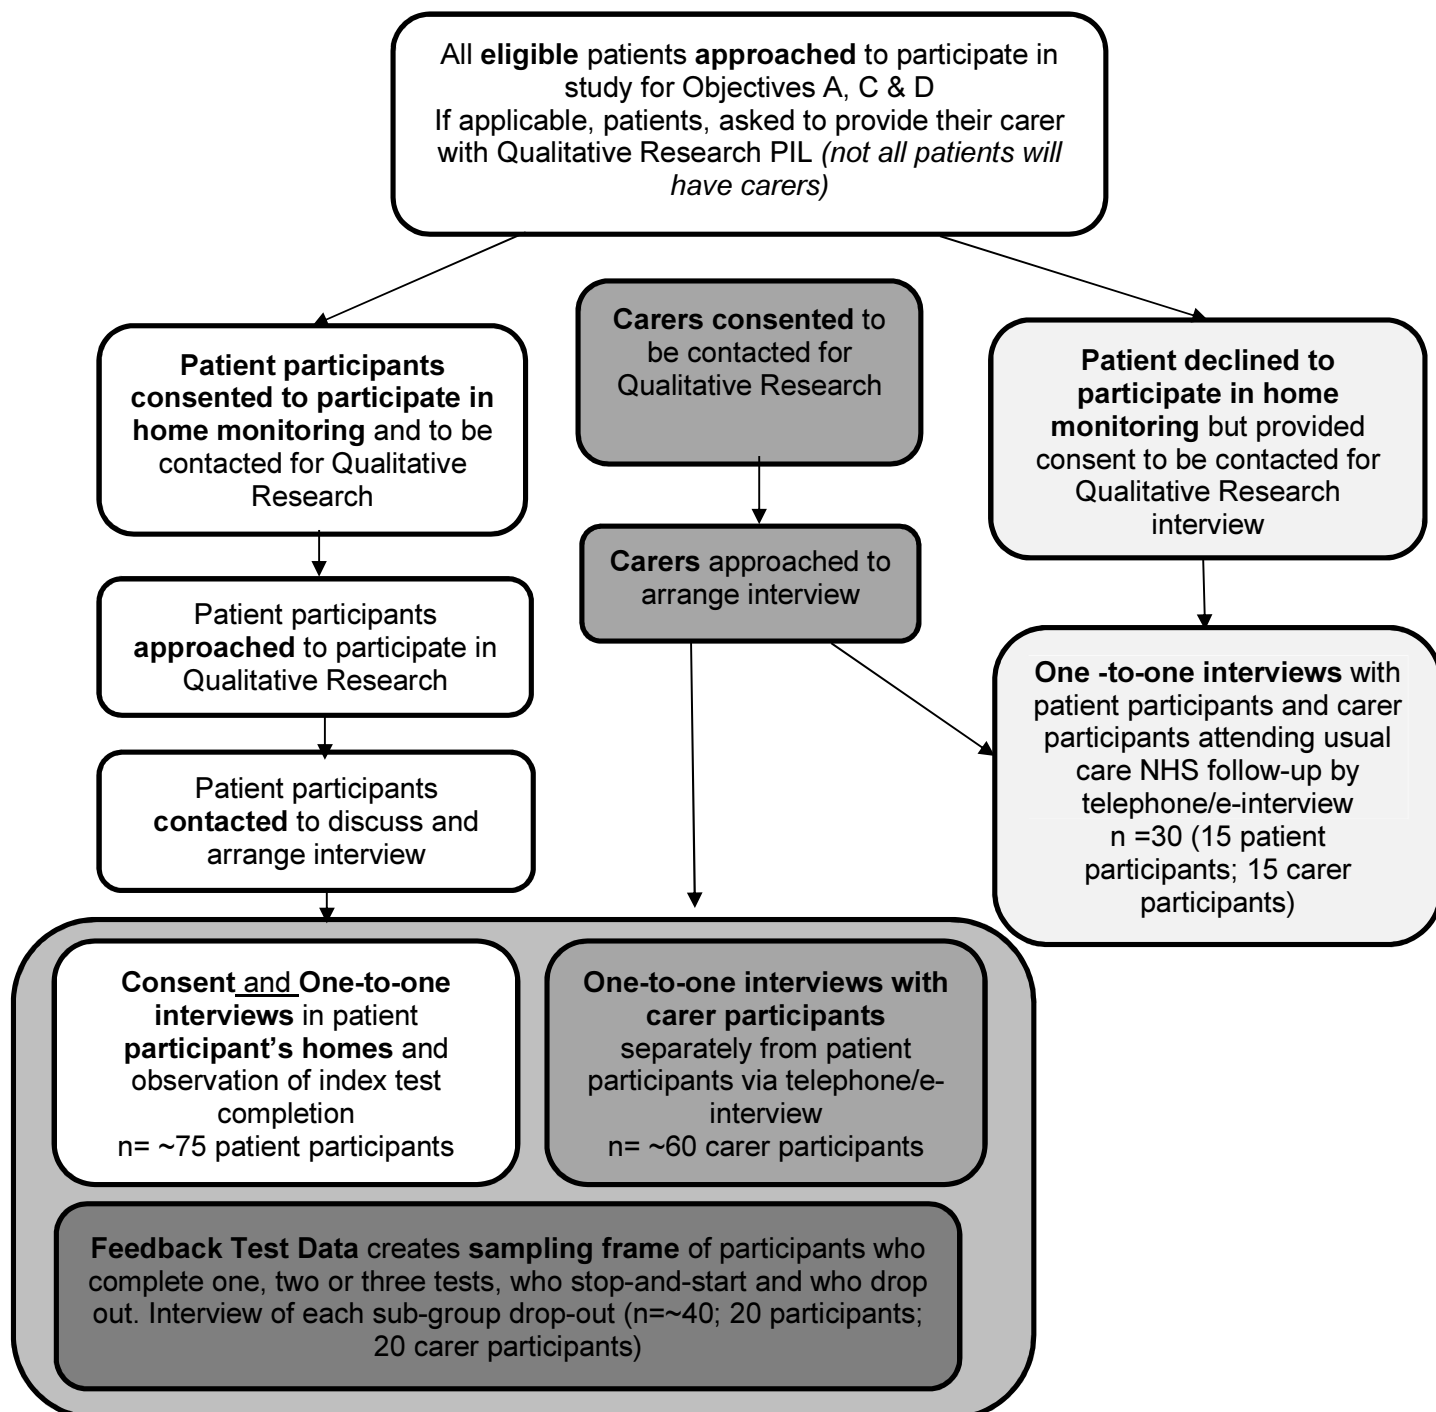 All eligible patients approached to participate in
study for Objectives A, C & D
If applicable, patients, asked to provide their carer
with Qualitative Research PIL (not all patients will
have carers)
Patient participants
consented to participate in
home monitoring and to be
contacted for Qualitative
Research
Carers consented to
be contacted for
Qualitative Research
Patient declined to
participate in home
monitoring but provided
consent to be contacted for
Qualitative Research
interview
Patient participants
approached to participate in
Qualitative Research
Carers approached to
arrange interview
One -to-one interviews with
patient participants and carer
participants attending usual
care NHS follow-up by
telephone/e-interview
n =30 (15 patient
participants; 15 carer
participants)
Patient participants
contacted to discuss and
arrange interview
Consent and One-to-one
interviews in patient
participant’s homes and
observation of index test
completion
n= ~75 patient participants
One-to-one interviews with
carer participants
separately from patient
participants via telephone/e-
interview
n= ~60 carer participants
Feedback Test Data creates sampling frame of participants who
complete one, two or three tests, who stop-and-start and who drop
out. Interview of each sub-group drop-out (n=~40; 20 participants;
20 carer participants)